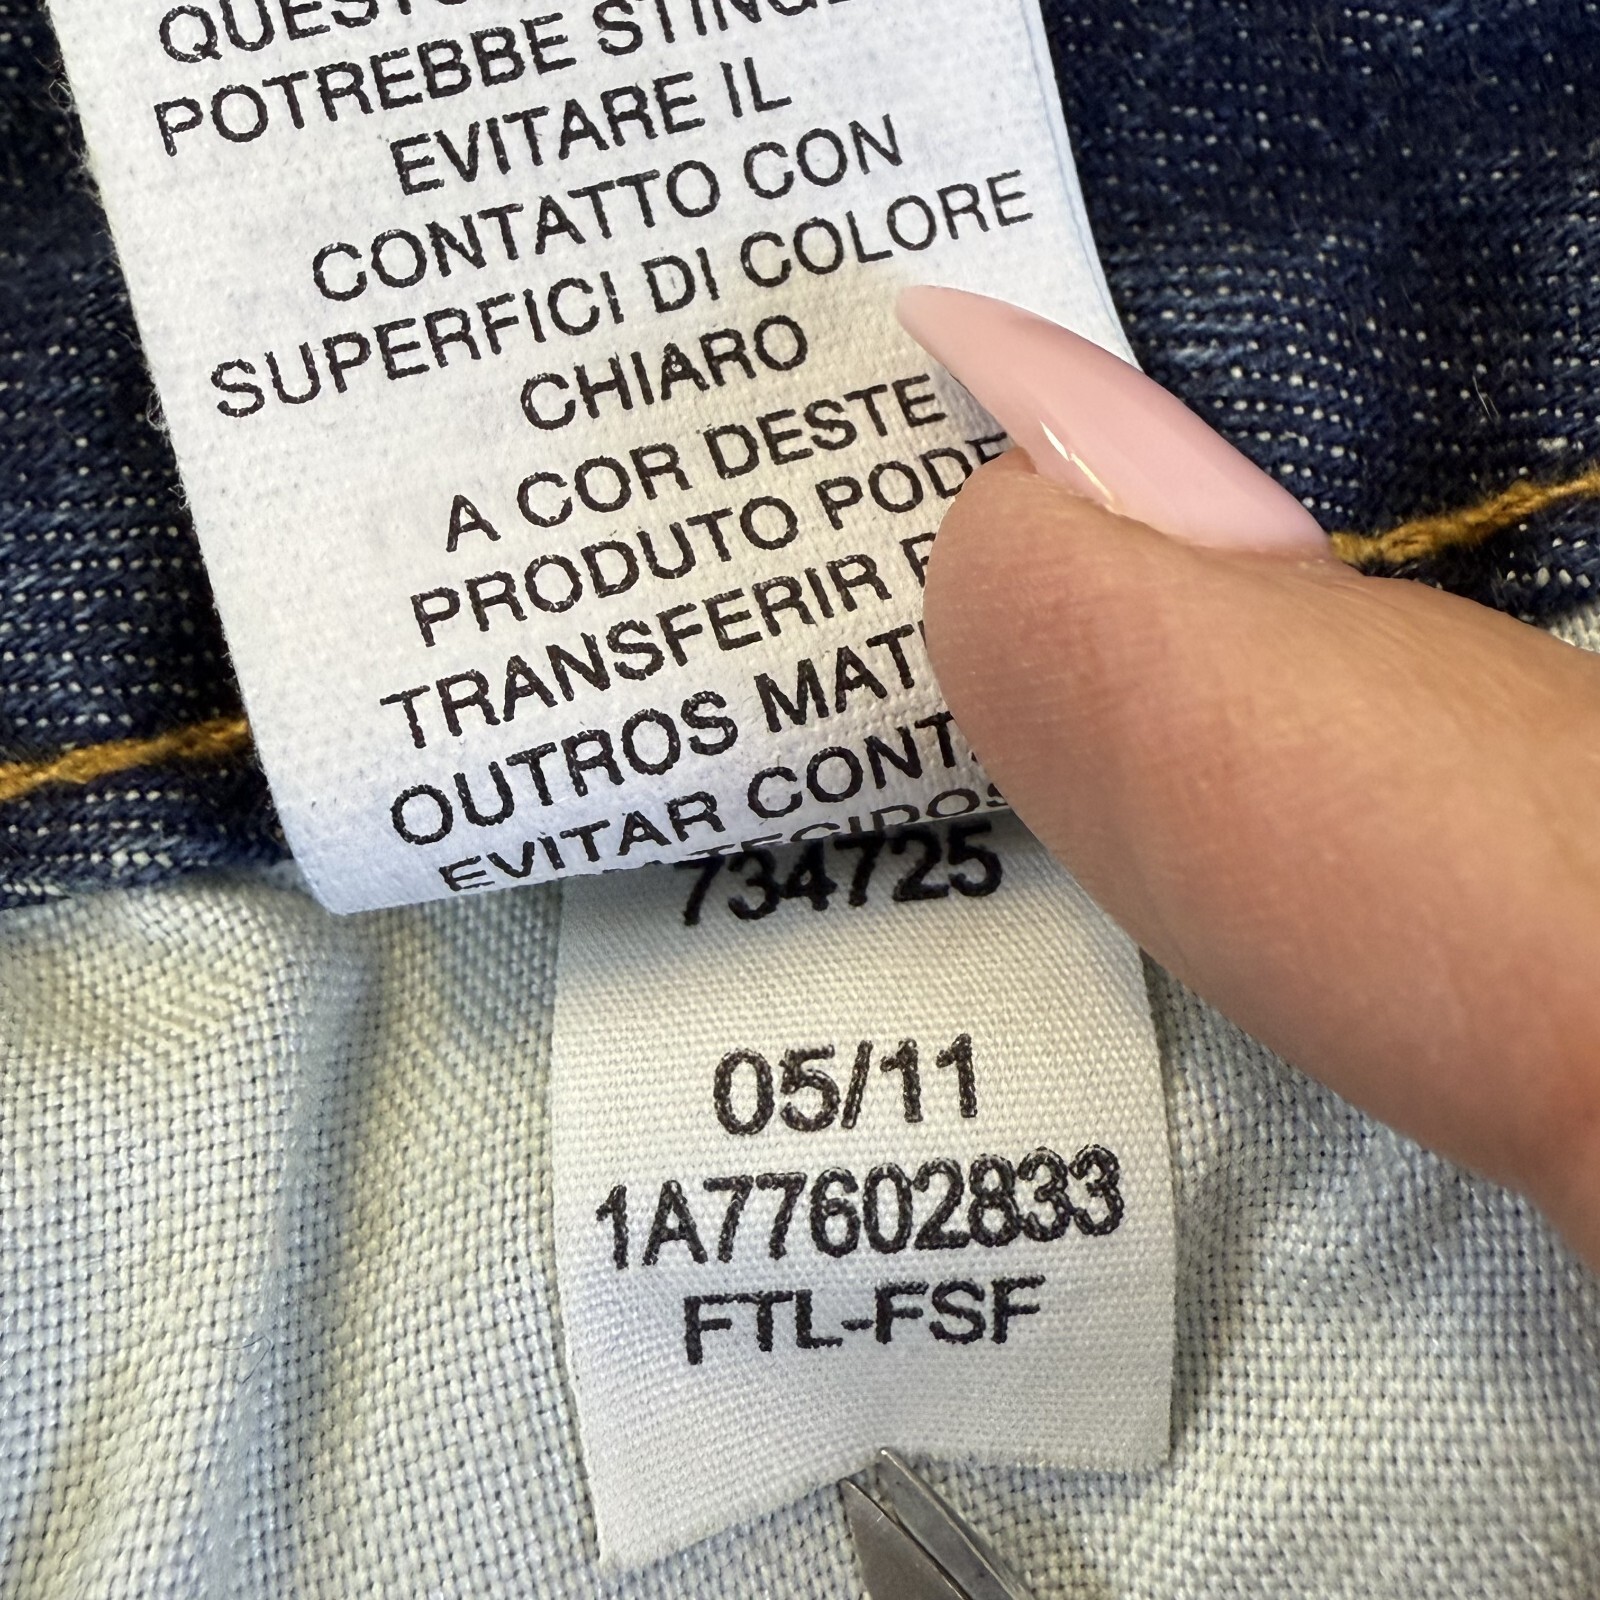 POTREBBE
EVITARE IL
CONTATTO CON
SUPERFICI DI COLORE
CHIARO
A COR DESTE
PRODUTO
TRANSFERIR
OUTROS
EVITAR
734725
05/11
1A77602833
FTL-FSF